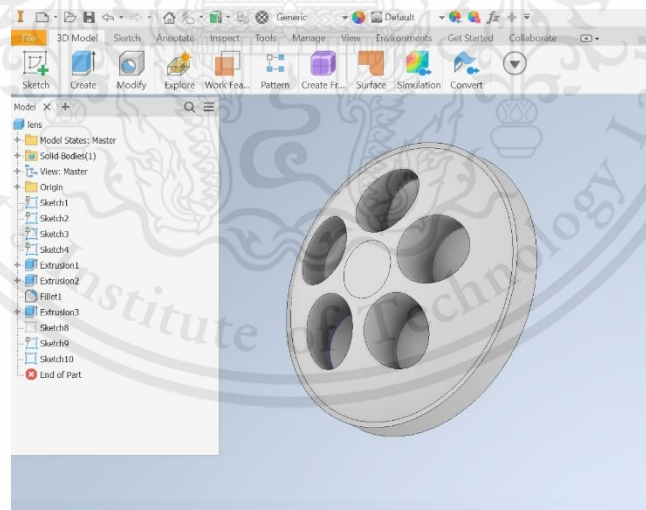 Generic Default fx
File 3D Model Sketch Annotate Inspect Tools Manage View Environments Get Started Collaborate
Sketch Create Modify Explore Work Fea... Pattern Create Fr... Surface Simulation Convert
Model
lens
Model States: Master
Solid Bodies(1)
View: Master
Origin
Sketch1
Sketch2
Sketch3
Sketch4
Extrusion1
Extrusion2
Fillet1
Extrusion3
Sketch8
Sketch9
Sketch10
End of Part
Institute of Technology